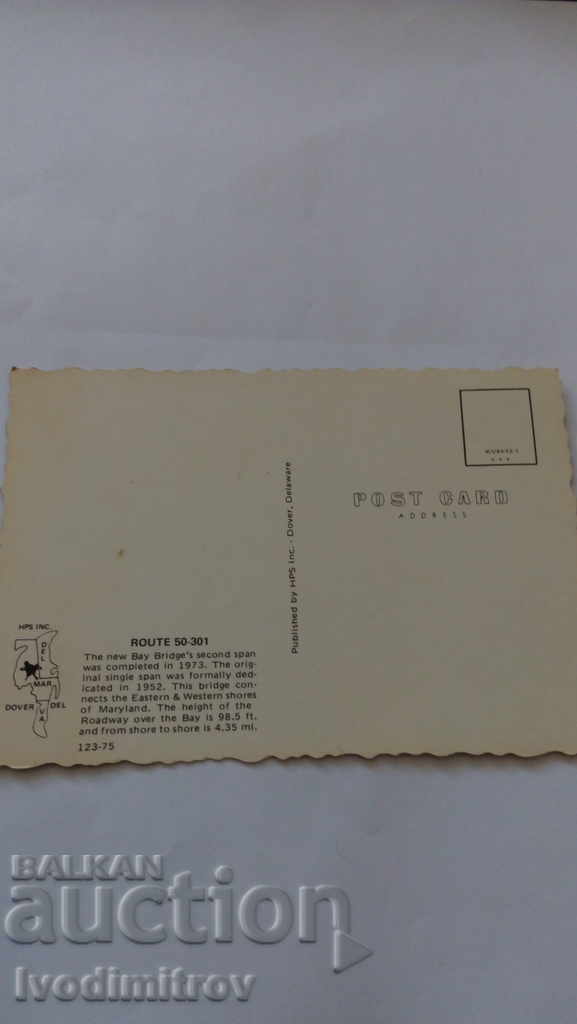 POST CARD
ADDRESS
Published by HPS Inc. - Dover, Delaware
HPS INC.
DEL
MAR
VA
DOVER DEL
ROUTE 50-301
The new Bay Bridge's second span
was completed in 1973. The orig-
inal single span was formally ded-
icated in 1952. This bridge con-
nects the Eastern & Western shores
of Maryland. The height of the
Roadway over the Bay is 98.5 ft.
and from shore to shore is 4.35 mi.
123-75
BALKAN
auction
Ivodimitrov